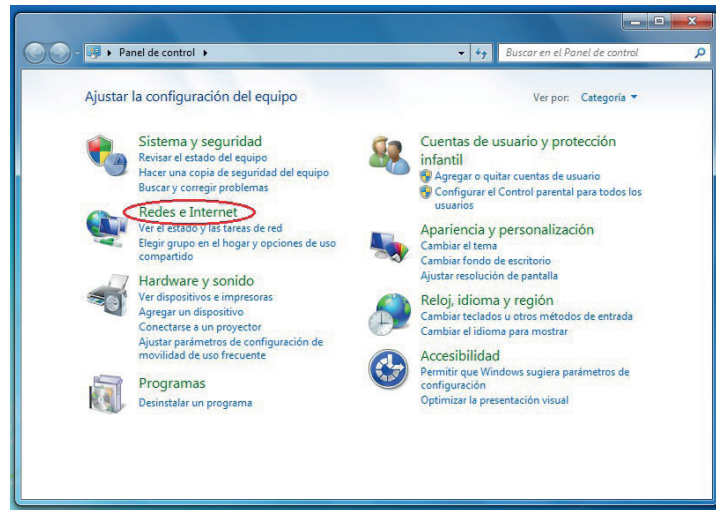 Panel de control
Buscar en el Panel de control
Ajustar la configuración del equipo
Ver por: Categoría
Sistema y seguridad
Revisar el estado del equipo
Hacer una copia de seguridad del equipo
Buscar y corregir problemas
Redes e Internet
Ver el estado y las tareas de red
Elegir grupo en el hogar y opciones de uso
compartido
Hardware y sonido
Ver dispositivos e impresoras
Agregar un dispositivo
Conectarse a un proyector
Ajustar parámetros de configuración de
movilidad de uso frecuente
Programas
Desinstalar un programa
Cuentas de usuario y protección
infantil
Agregar o quitar cuentas de usuario
Configurar el Control parental para todos los
usuarios
Apariencia y personalización
Cambiar el tema
Cambiar fondo de escritorio
Ajustar resolución de pantalla
Reloj, idioma y región
Cambiar teclados u otros métodos de entrada
Cambiar el idioma para mostrar
Accesibilidad
Permitir que Windows sugiera parámetros de
configuración
Optimizar la presentación visual